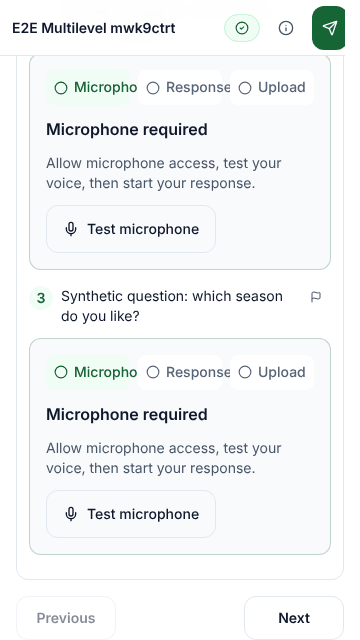 E2E Multilevel mwk9ctrt
Micropho Response Upload
Microphone required
Allow microphone access, test your
voice, then start your response.
Test microphone
3 Synthetic question: which season
do you like?
Micropho Response Upload
Microphone required
Allow microphone access, test your
voice, then start your response.
Test microphone
Previous Next